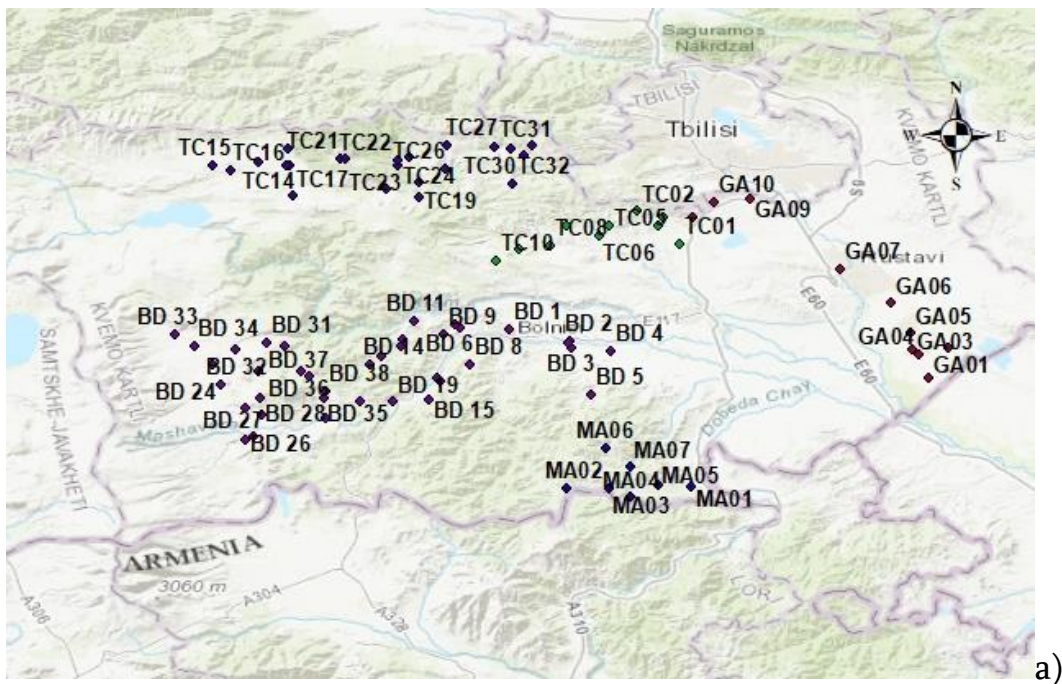 Saguramos
Nakrdzal
TBILISI
Tbilisi
KVEMO KARTLI
N
W
E
S
TC15
TC16
TC21
TC22
TC26
TC27
TC31
TC30
TC32
TC14
TC17
TC23
TC24
TC19
TC02
TC05
TC01
TC08
TC10
TC06
GA10
GA09
GA07
GA06
GA05
GA04
GA03
GA01
E60
E117
E60
BD 33
BD 34
BD 31
BD 11
BD 9
BD 1
BD 2
BD 4
BD 6
BD 8
BD 3
BD 5
BD 14
BD 37
BD 32
BD 38
BD 24
BD 36
BD 19
BD 15
BD 35
BD 28
BD 27
BD 26
KVEMO KARTLI
SAMTSKHE-JAVAKHETI
Debeda Chay
MA06
MA07
MA02
MA04
MA05
MA03
MA01
ARMENIA
3060 m
A304
A306
A328
A310
LOR
a)